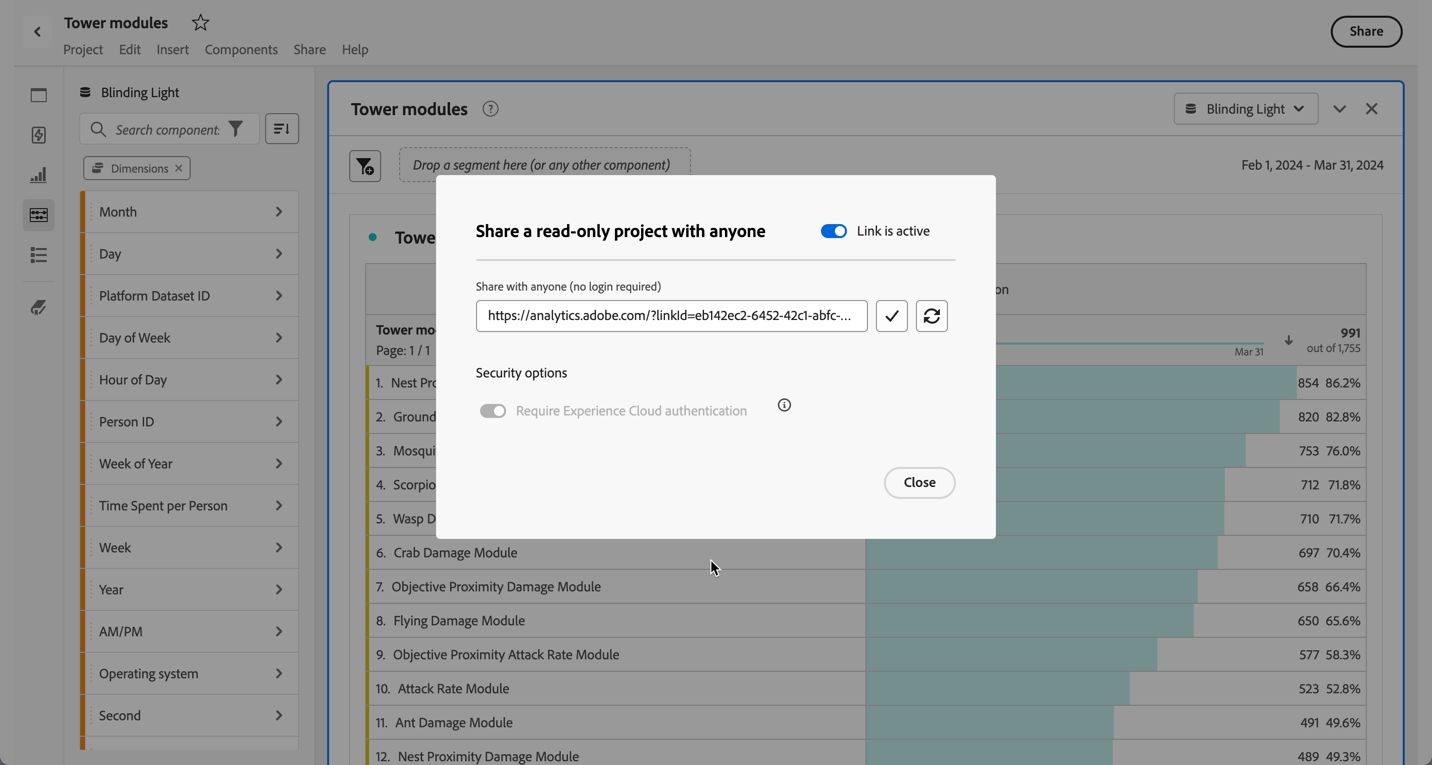 Tower modules
Project Edit Insert Components Share Help
Share
Blinding Light
Search component
Dimensions
Month
Day
Platform Dataset ID
Day of Week
Hour of Day
Person ID
Week of Year
Time Spent per Person
Week
Year
AM/PM
Operating system
Second
Tower modules
Blinding Light
Drop a segment here (or any other component)
Feb 1, 2024 - Mar 31, 2024
Share a read-only project with anyone
Link is active
Share with anyone (no login required)
https://analytics.adobe.com/?linkId=eb142ec2-6452-42c1-abfc-...
Security options
Require Experience Cloud authentication
Close
Page: 1 / 1
Mar 31
991
out of 1,755
1. Nest 854 86.2%
2. Ground 820 82.8%
3. 753 76.0%
4. 712 71.8%
5. Wasp 710 71.7%
6. Crab Damage Module 697 70.4%
7. Objective Proximity Damage Module 658 66.4%
8. Flying Damage Module 650 65.6%
9. Objective Proximity Attack Rate Module 577 58.3%
10. Attack Rate Module 523 52.8%
11. Ant Damage Module 491 49.6%
12. Nest Proximity Damage Module 489 49.3%